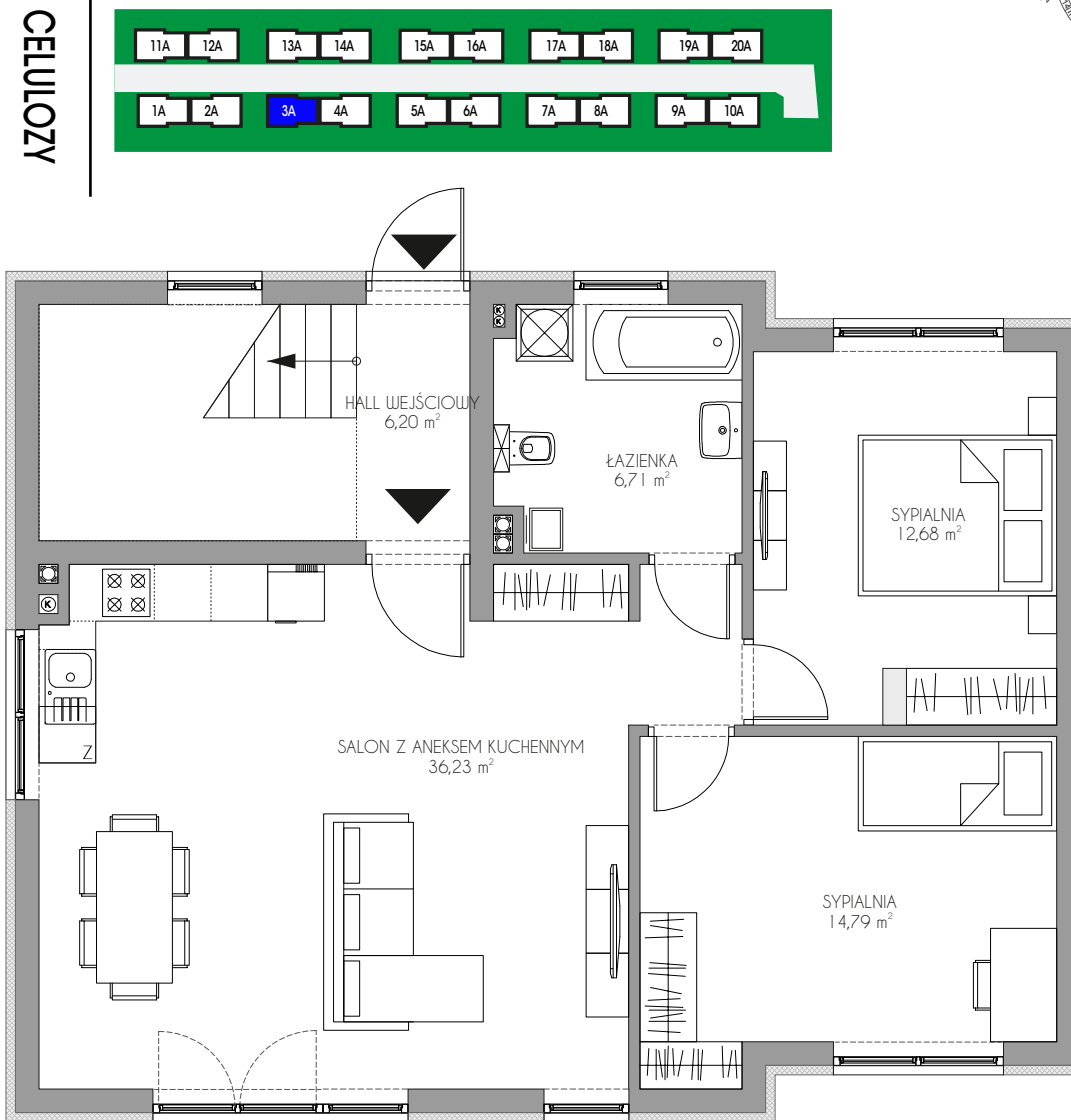 CELULOZY
11A 12A 13A 14A 15A 16A 17A 18A 19A 20A
1A 2A 3A 4A 5A 6A 7A 8A 9A 10A
HALL WEJŚCIOWY
6,20 m²
ŁAZIENKA
6,71 m²
SYPIALNIA
12,68 m²
SALON Z ANEKSEM KUCHENNYM
36,23 m²
SYPIALNIA
14,79 m²
K
K
K
Z